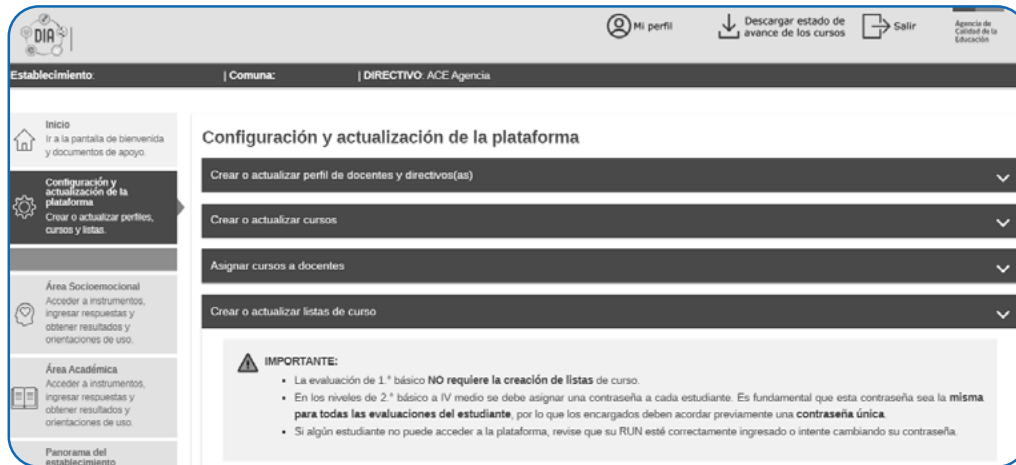 DIA
Mi perfil
Descargar estado de
avance de los cursos
Salir
Agencia de
Calidad de la
Educación
Establecimiento: | Comuna: | DIRECTIVO: ACE Agencia
Inicio
Ir a la pantalla de bienvenida
y documentos de apoyo.
Configuración y
actualización de la
plataforma
Crear o actualizar perfiles,
cursos y listas.
Área Socioemocional
Acceder a instrumentos,
ingresar respuestas y
obtener resultados y
orientaciones de uso.
Área Académica
Acceder a instrumentos,
ingresar respuestas y
obtener resultados y
orientaciones de uso.
Panorama del
establecimiento
Configuración y actualización de la plataforma
Crear o actualizar perfil de docentes y directivos(as)
Crear o actualizar cursos
Asignar cursos a docentes
Crear o actualizar listas de curso
IMPORTANTE:
• La evaluación de 1.° básico NO requiere la creación de listas de curso.
• En los niveles de 2.° básico a IV medio se debe asignar una contraseña a cada estudiante. Es fundamental que esta contraseña sea la misma
para todas las evaluaciones del estudiante, por lo que los encargados deben acordar previamente una contraseña única.
• Si algún estudiante no puede acceder a la plataforma, revise que su RUN esté correctamente ingresado o intente cambiando su contraseña.